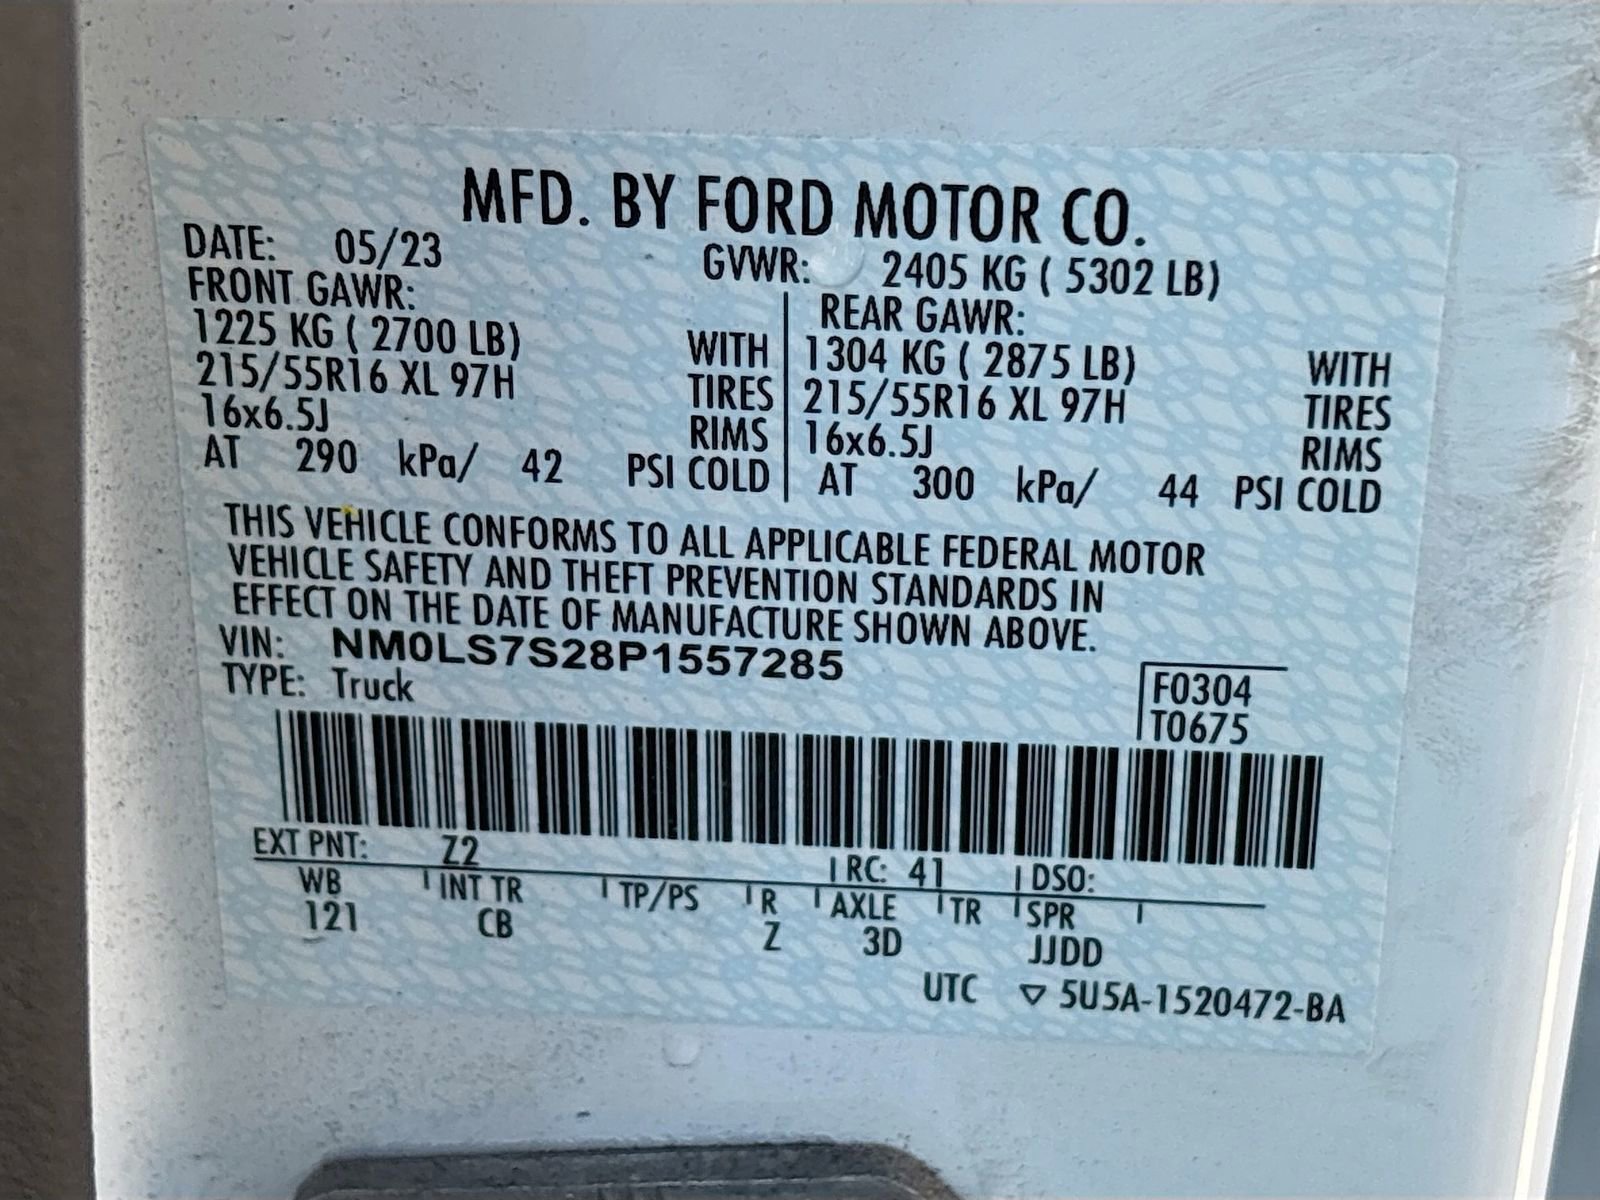 MFD. BY FORD MOTOR CO.
DATE: 05/23 GVWR: 2405 KG ( 5302 LB)
FRONT GAWR: REAR GAWR:
1225 KG ( 2700 LB) WITH 1304 KG ( 2875 LB) WITH
215/55R16 XL 97H TIRES 215/55R16 XL 97H TIRES
16x6.5J RIMS 16x6.5J RIMS
AT 290 kPa/ 42 PSI COLD AT 300 kPa/ 44 PSI COLD
THIS VEHICLE CONFORMS TO ALL APPLICABLE FEDERAL MOTOR
VEHICLE SAFETY AND THEFT PREVENTION STANDARDS IN
EFFECT ON THE DATE OF MANUFACTURE SHOWN ABOVE.
VIN: NM0LS7S28P1557285
TYPE: Truck F0304
T0675
EXT PNT: Z2 RC: 41 DSO:
WB INT TR TP/PS R AXLE TR SPR
121 CB Z 3D JJDD
UTC ▽ 5U5A-1520472-BA